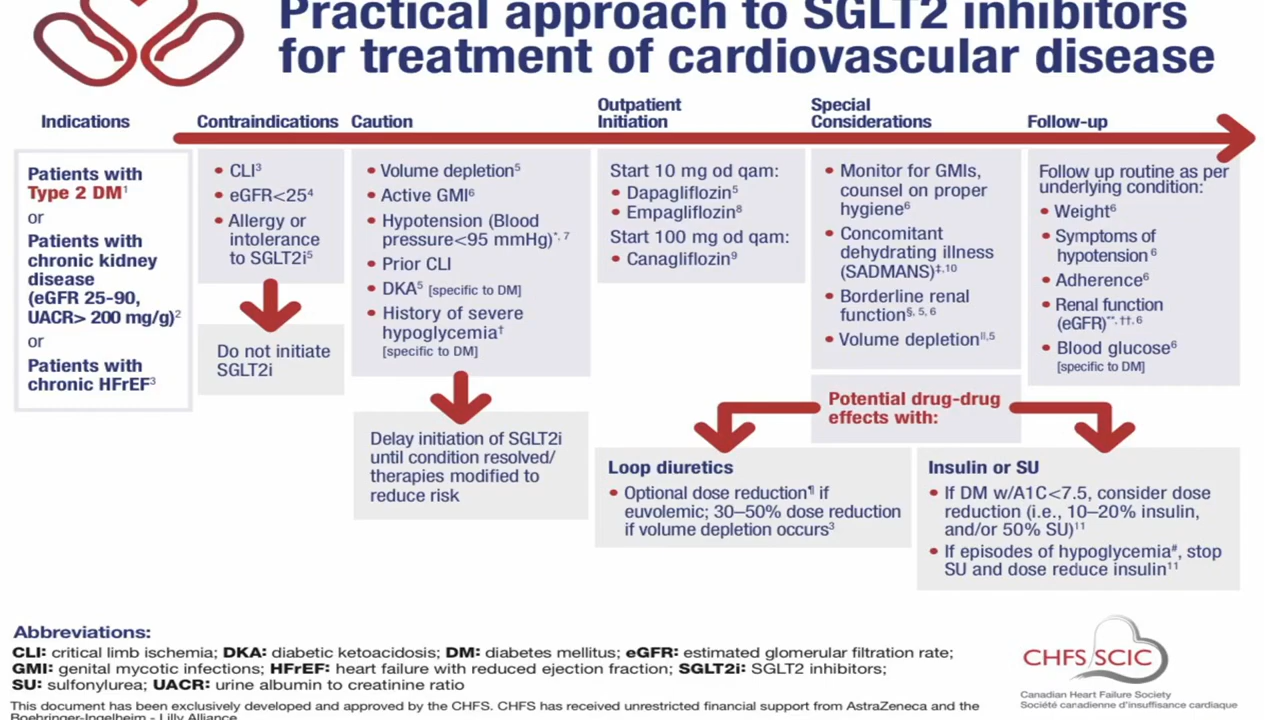 Practical approach to SGLT2 inhibitors
for treatment of cardiovascular disease
Indications
Contraindications
Caution
Outpatient
Initiation
Special
Considerations
Follow-up
Patients with
Type 2 DM¹
or
Patients with
chronic kidney
disease
(eGFR 25-90,
UACR> 200 mg/g)²
or
Patients with
chronic HFrEF³
• CLI³
• eGFR<25⁴
• Allergy or
intolerance
to SGLT2i⁵
Do not initiate
SGLT2i
• Volume depletion⁵
• Active GMI⁶
• Hypotension (Blood
pressure<95 mmHg)*,⁷
• Prior CLI
• DKA⁵ [specific to DM]
• History of severe
hypoglycemia†
[specific to DM]
Delay initiation of SGLT2i
until condition resolved/
therapies modified to
reduce risk
Start 10 mg od qam:
• Dapagliflozin⁵
• Empagliflozin⁸
Start 100 mg od qam:
• Canagliflozin⁹
• Monitor for GMIs,
counsel on proper
hygiene⁶
• Concomitant
dehydrating illness
(SADMANS)‡,¹⁰
• Borderline renal
function§,⁵,⁶
• Volume depletion||,⁵
Follow up routine as per
underlying condition:
• Weight⁶
• Symptoms of
hypotension⁶
• Adherence⁶
• Renal function
(eGFR)**,††,⁶
• Blood glucose⁶
[specific to DM]
Potential drug-drug
effects with:
Loop diuretics
• Optional dose reduction¶ if
euvolemic; 30–50% dose reduction
if volume depletion occurs³
Insulin or SU
• If DM w/A1C<7.5, consider dose
reduction (i.e., 10–20% insulin,
and/or 50% SU)¹¹
• If episodes of hypoglycemia#, stop
SU and dose reduce insulin¹¹
Abbreviations:
CLI: critical limb ischemia; DKA: diabetic ketoacidosis; DM: diabetes mellitus; eGFR: estimated glomerular filtration rate;
GMI: genital mycotic infections; HFrEF: heart failure with reduced ejection fraction; SGLT2i: SGLT2 inhibitors;
SU: sulfonylurea; UACR: urine albumin to creatinine ratio
This document has been exclusively developed and approved by the CHFS. CHFS has received unrestricted financial support from AstraZeneca and the
Boehringer-Ingelheim - Lilly Alliance
CHFS/SCIC
Canadian Heart Failure Society
Société canadienne d'insuffisance cardiaque